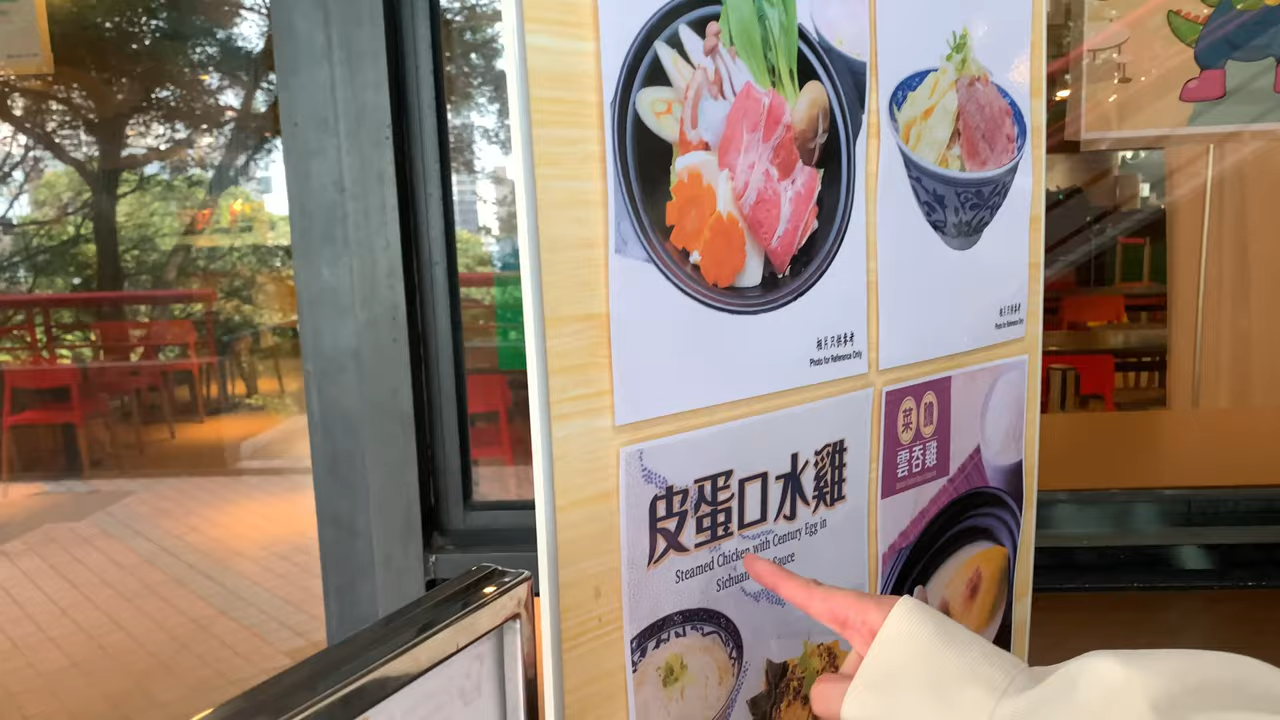 相片只供參考
Photo for Reference Only
相片只供參考
Photo for Reference Only
皮蛋口水雞
Steamed Chicken with Century Egg in
Sichuan Sauce
菜膽
雲吞雞